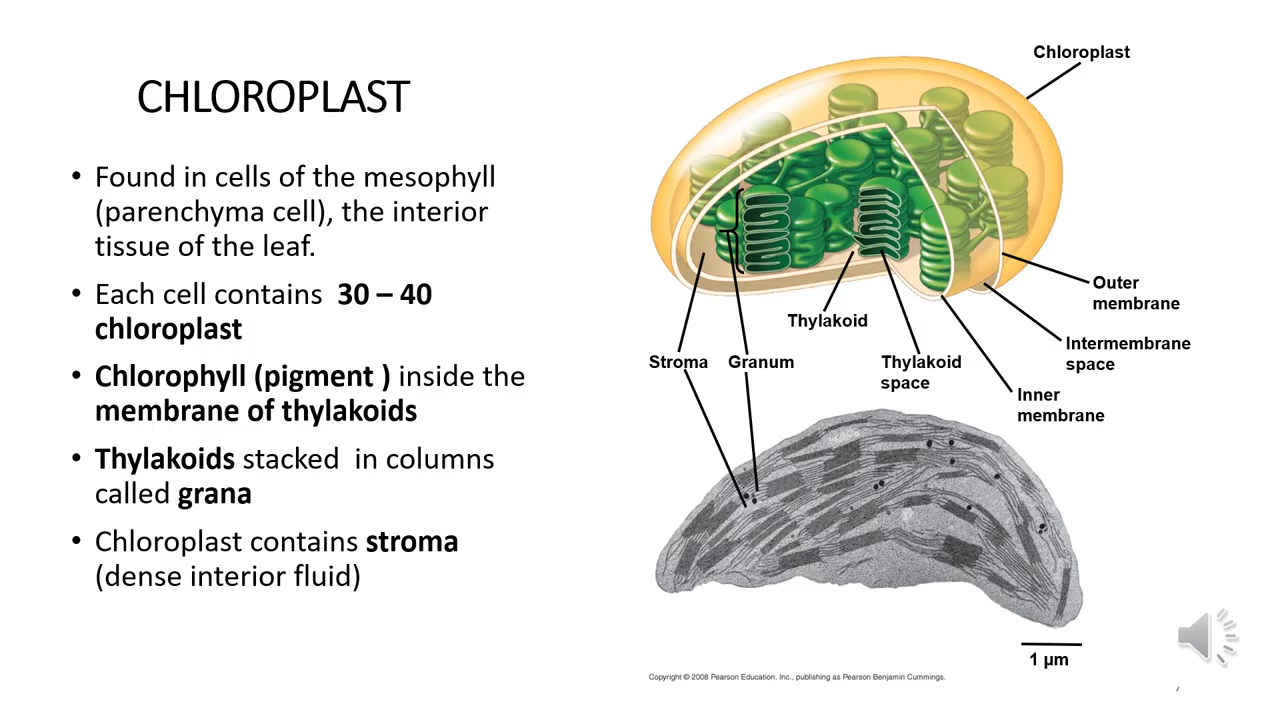 CHLOROPLAST
• Found in cells of the mesophyll
(parenchyma cell), the interior
tissue of the leaf.
• Each cell contains  30 – 40
chloroplast
• Chlorophyll (pigment ) inside the
membrane of thylakoids
• Thylakoids stacked  in columns
called grana
• Chloroplast contains stroma
(dense interior fluid)
Chloroplast
Outer
membrane
Intermembrane
space
Inner
membrane
Thylakoid
Thylakoid
space
Stroma
Granum
1 µm
Copyright © 2008 Pearson Education, Inc., publishing as Pearson Benjamin Cummings.
7